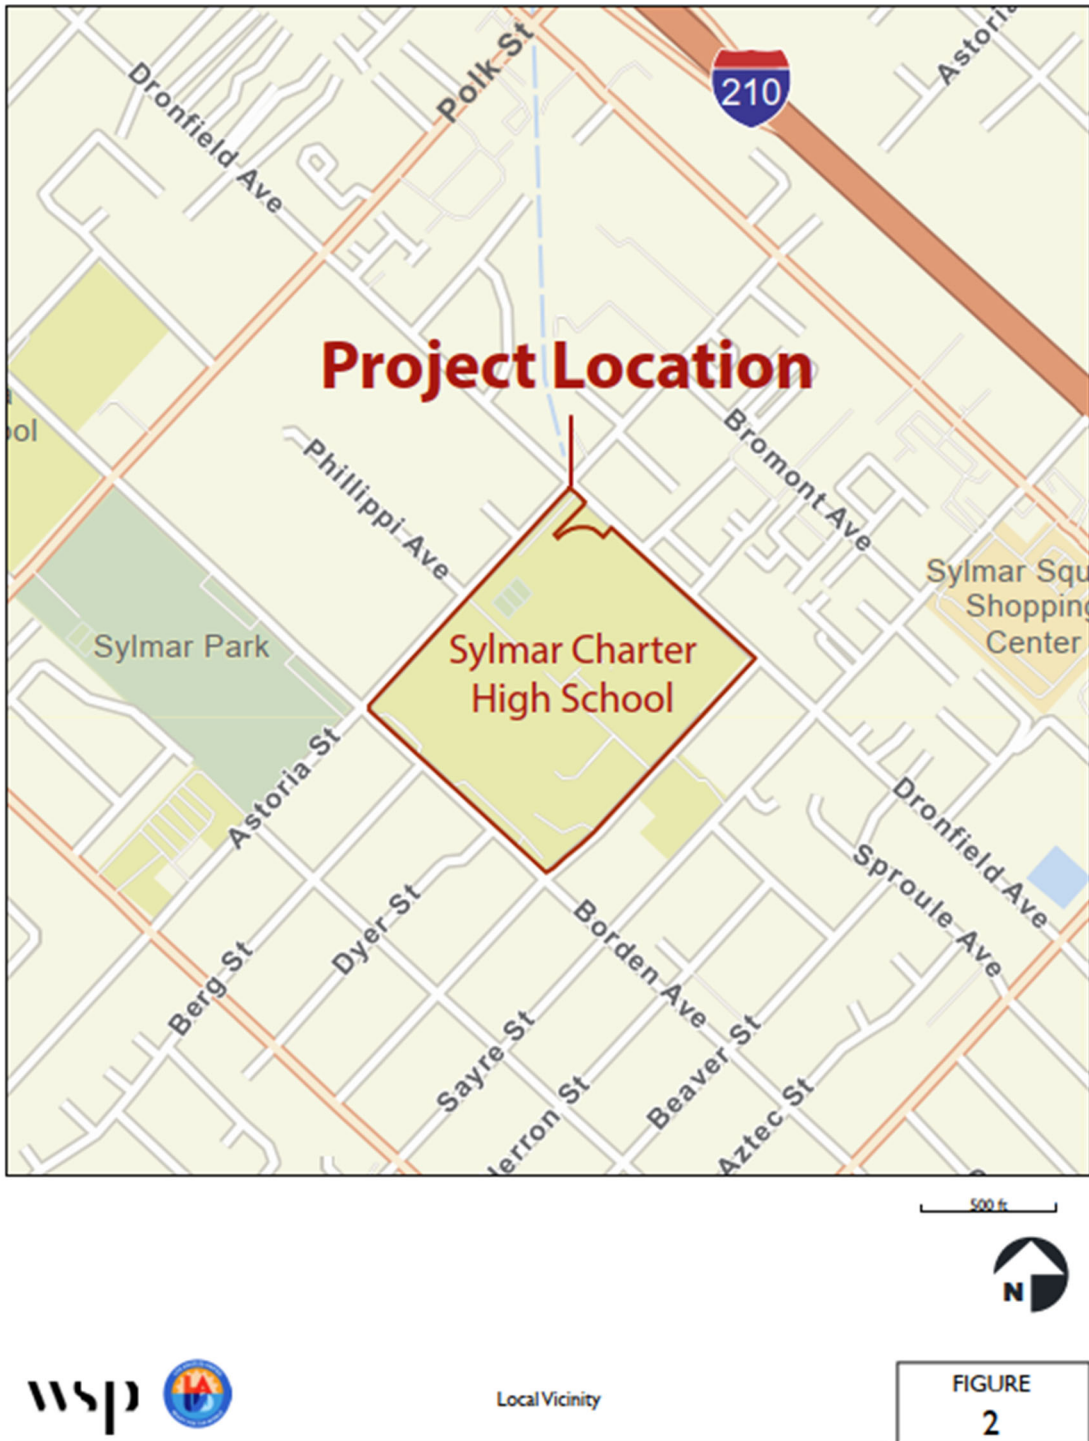 Astoria
Polk St
210
Dronfield Ave
Project Location
ool
Phillippi Ave
Bromont Ave
Sylmar Squ
Shopping
Center
Sylmar Park
Sylmar Charter
High School
Astoria St
Dronfield Ave
Sproule Ave
Dyer St
Borden Ave
Berg St
Sayre St
Beaver St
erron St
Aztec St
500 ft
N
wsp
Local Vicinity
FIGURE
2